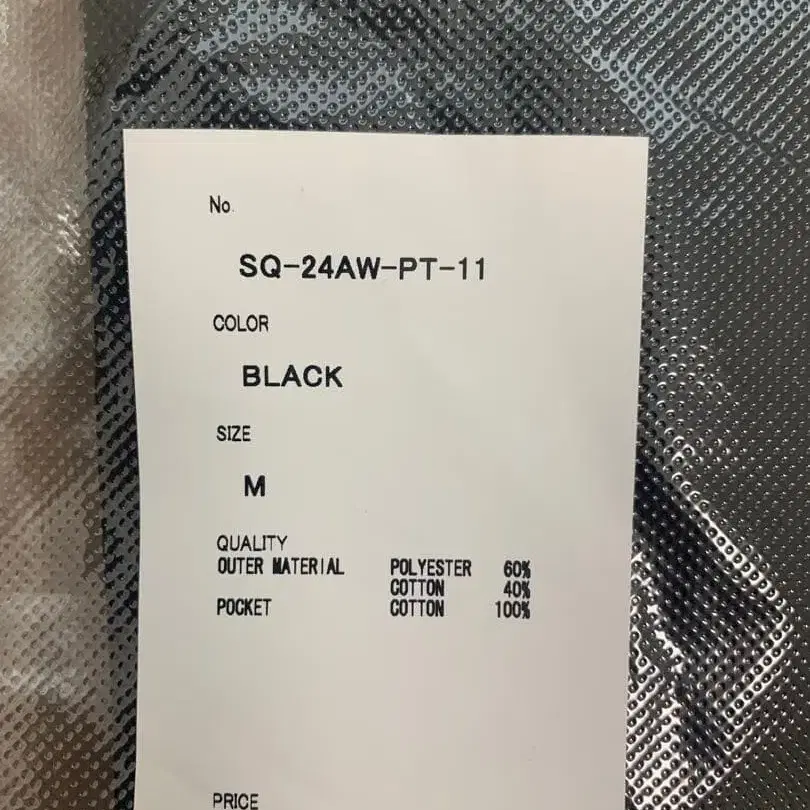 No.
SQ-24AW-PT-11
COLOR
BLACK
SIZE
M
QUALITY
OUTER MATERIAL POLYESTER 60%
COTTON 40%
POCKET COTTON 100%
PRICE